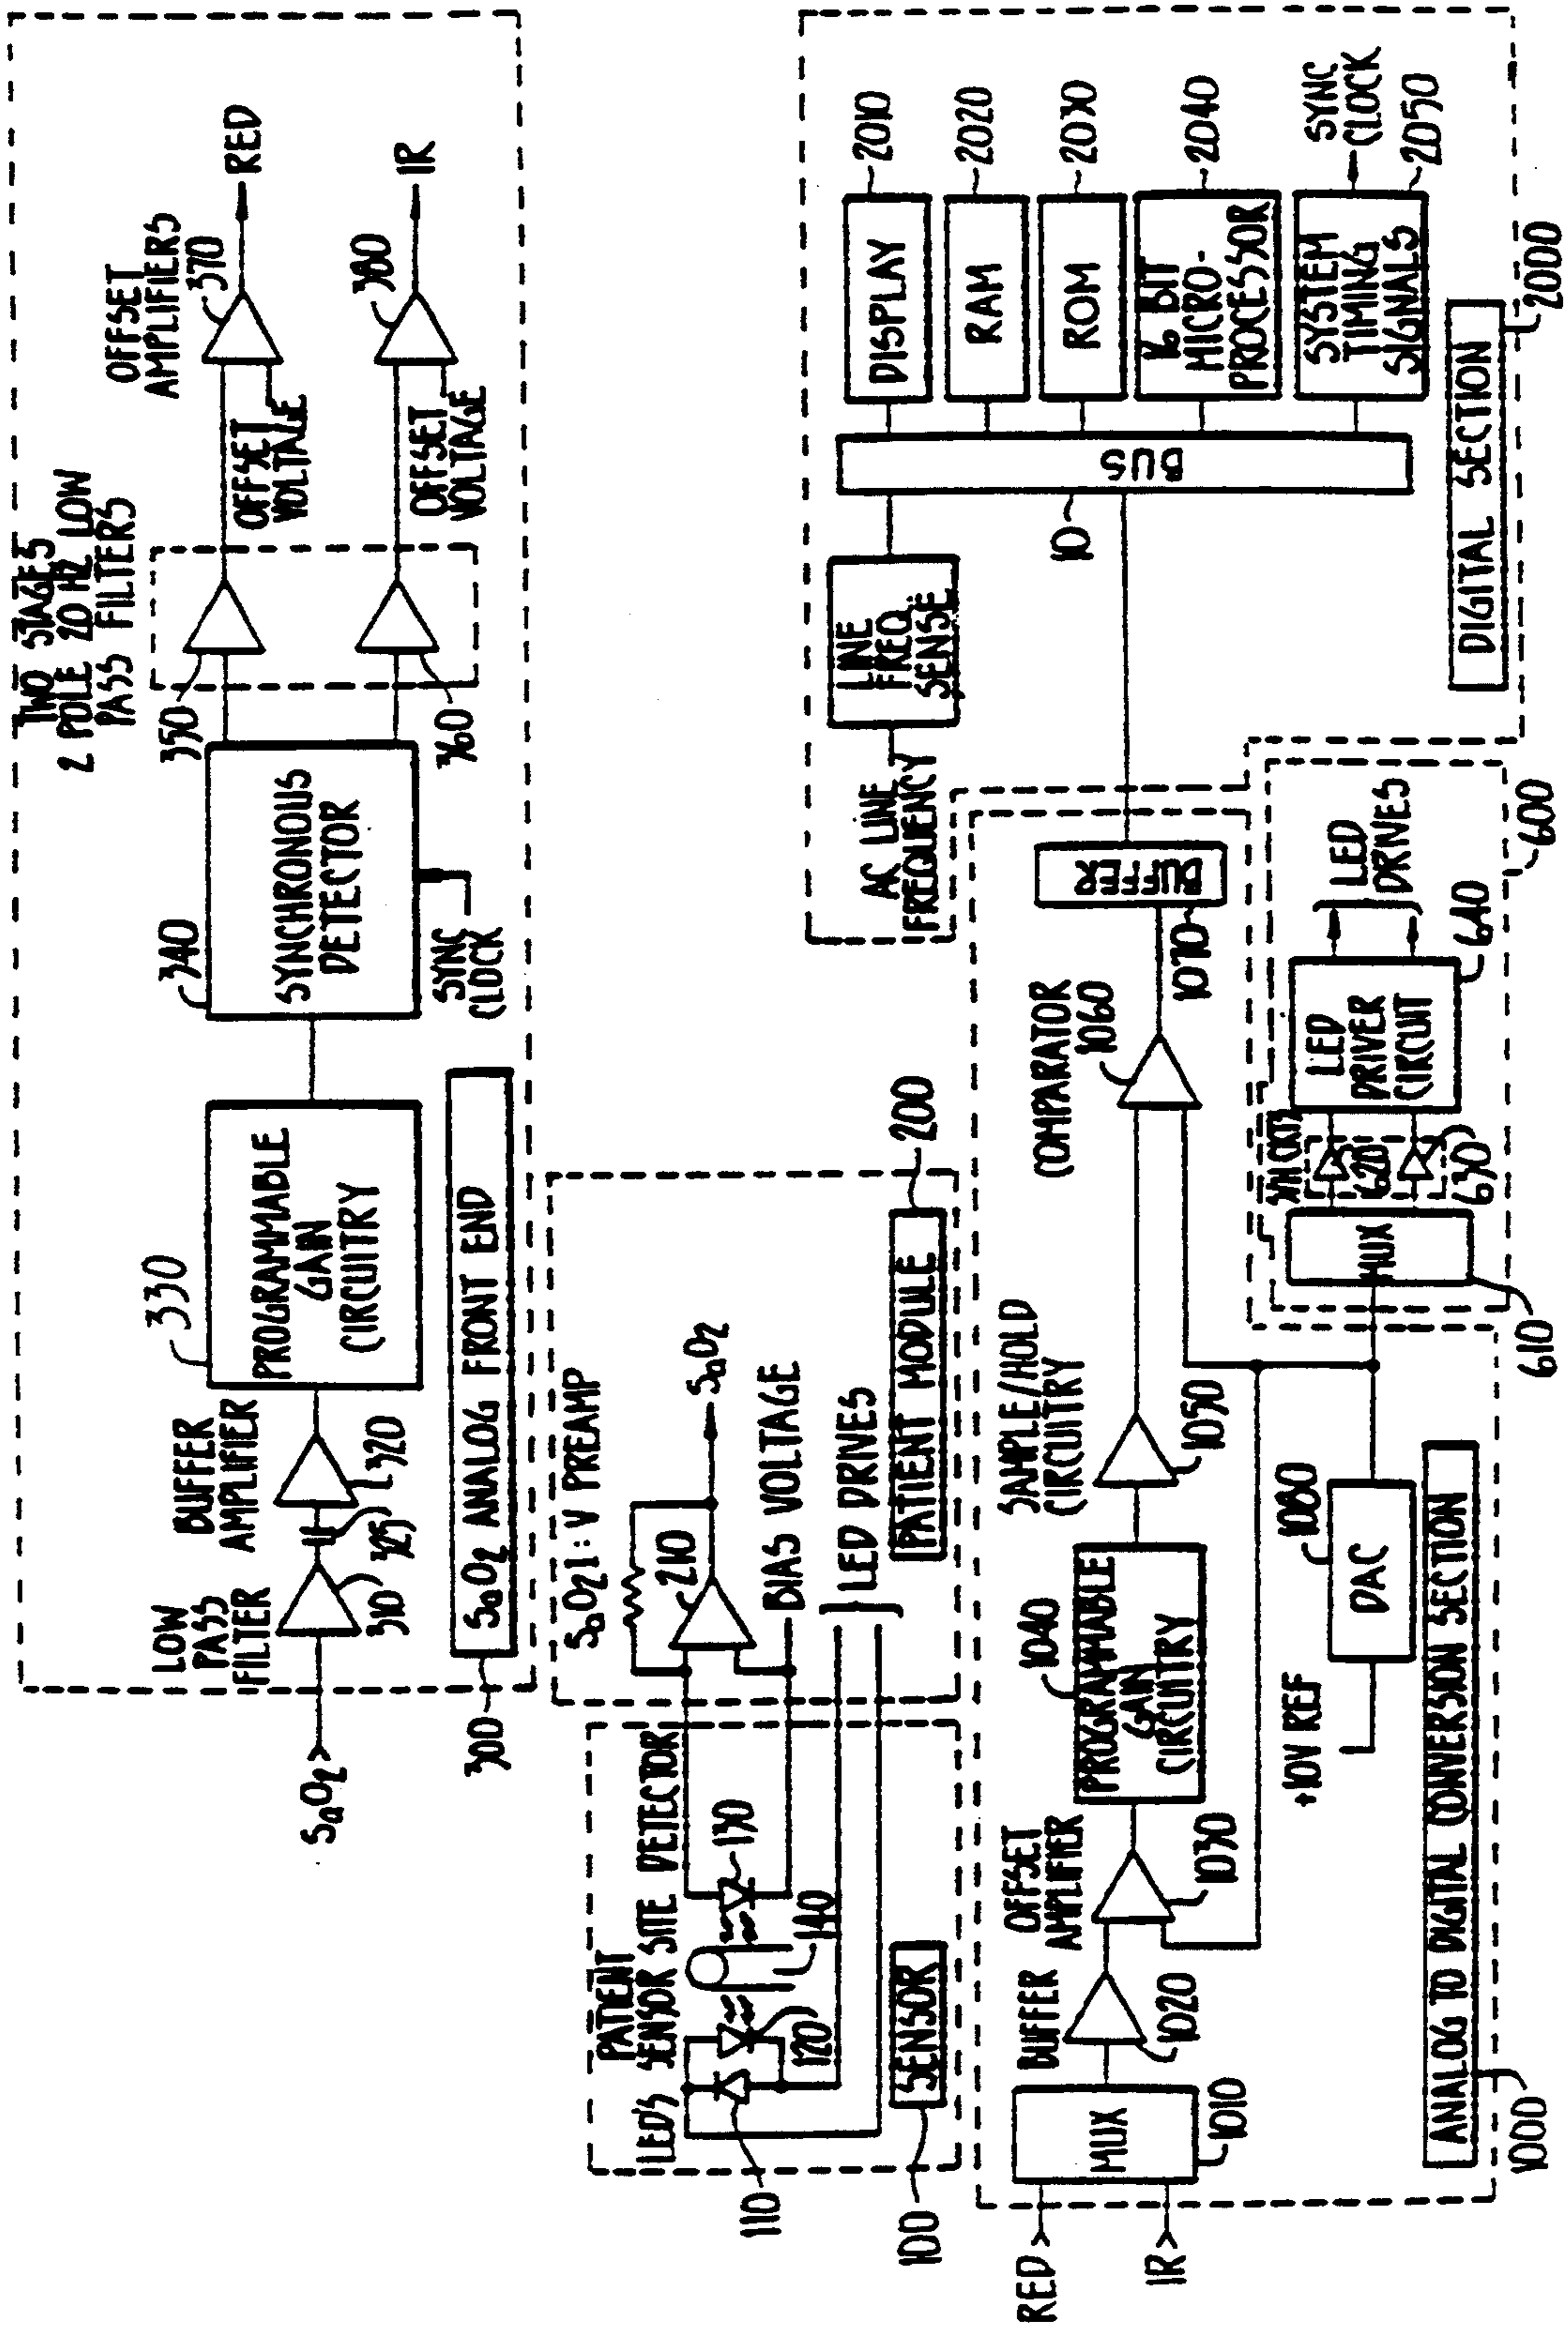 TWO STAGES
2 POLE 20 HZ LOW
PASS FILTERS
OFFSET
AMPLIFIERS
LOW
PASS
FILTER
BUFFER
AMPLIFIER
330
340
350
370
RED
SaO2
310
325
320
PROGRAMMABLE
GAIN
CIRCUITRY
SYNCHRONOUS
DETECTOR
OFFSET
VOLTAGE
380
IR
360
OFFSET
VOLTAGE
SYNC
CLOCK
300
SaO2 ANALOG FRONT END
PATIENT
LED'S SENSOR SITE DETECTOR
110
120
140
130
100
SENSOR
SaO2 I:V PREAMP
210
SaO2
BIAS VOLTAGE
LED DRIVES
PATIENT MODULE
200
AC LINE
FREQUENCY
LINE
FREQ.
SENSE
10
BUS
DISPLAY
2010
RAM
2020
ROM
2030
16 BIT
MICRO-
PROCESSOR
2040
SYSTEM
TIMING
SIGNALS
SYNC
CLOCK
2050
DIGITAL SECTION
2000
RED
IR
MUX
1010
BUFFER
1020
OFFSET
AMPLIFIER
1030
1040
PROGRAMMABLE
GAIN
CIRCUITRY
SAMPLE/HOLD
CIRCUITRY
1050
COMPARATOR
1060
BUFFER
1070
+10V REF
DAC
1080
ANALOG TO DIGITAL CONVERSION SECTION
1000
MUX
610
620
630
LED
DRIVER
CIRCUIT
640
LED
DRIVES
600